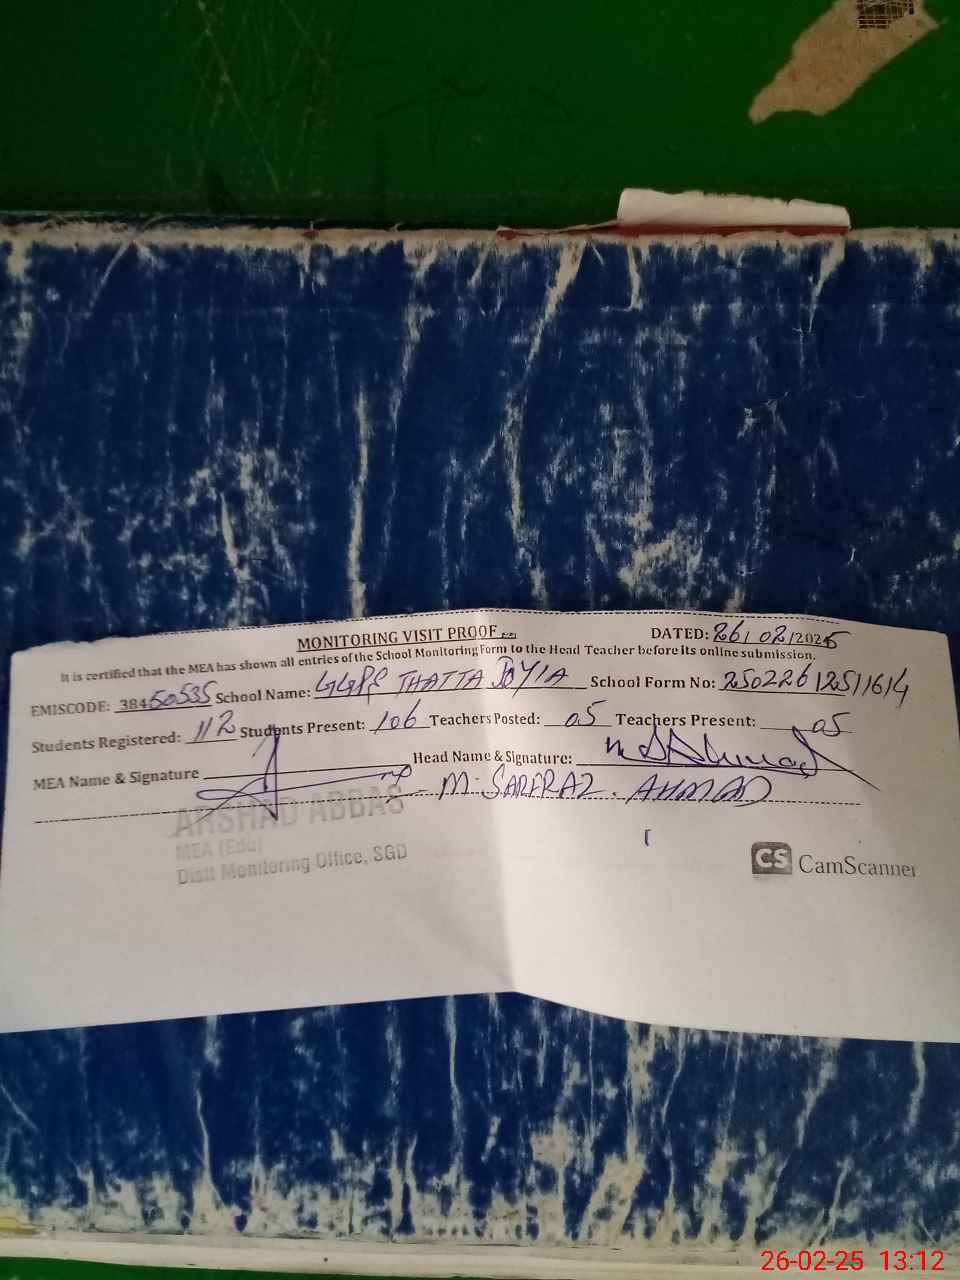 MONITORING VISIT PROOF
DATED: 26/02/2025
It is certified that the MEA has shown all entries of the School Monitoring Form to the Head Teacher before its online submission.
EMISCODE: 38450535 School Name: GGPS THATTA JOYIA School Form No: 25022612511614
Students Registered: 112 Students Present: 106 Teachers Posted: 05 Teachers Present: 05
MEA Name & Signature Head Name & Signature:
M. SARFRAZ. AHMAD
ARSHAD ABBAS
MEA (Edu)
Distt Monitoring Office, SGD
CS CamScanner
26-02-25 13:12